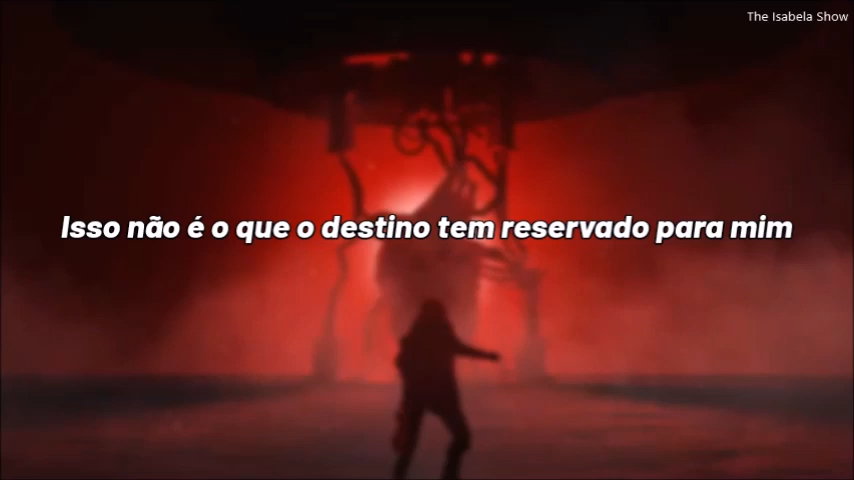 The Isabela Show
Isso não é o que o destino tem reservado para mim